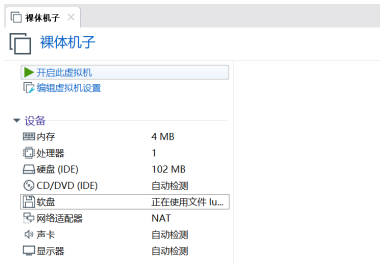 裸体机子
裸体机子
开启此虚拟机
编辑虚拟机设置
设备
内存 4 MB
处理器 1
硬盘 (IDE) 102 MB
CD/DVD (IDE) 自动检测
软盘 正在使用文件 lu...
网络适配器 NAT
声卡 自动检测
显示器 自动检测